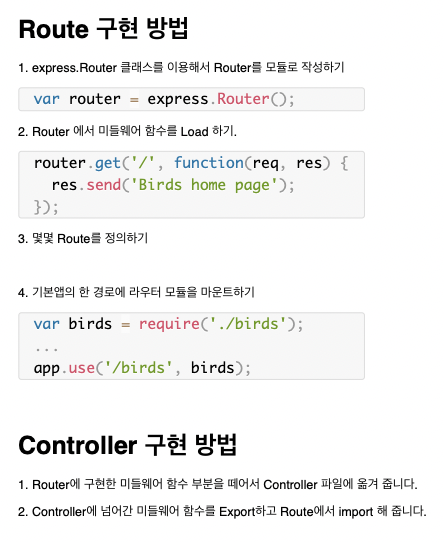 Route 구현 방법
1. express.Router 클래스를 이용해서 Router를 모듈로 작성하기
var router = express.Router();
2. Router 에서 미들웨어 함수를 Load 하기.
router.get('/', function(req, res) {
  res.send('Birds home page');
});
3. 몇몇 Route를 정의하기
4. 기본앱의 한 경로에 라우터 모듈을 마운트하기
var birds = require('./birds');
...
app.use('/birds', birds);
Controller 구현 방법
1. Router에 구현한 미들웨어 함수 부분을 떼어서 Controller 파일에 옮겨 줍니다.
2. Controller에 넘어간 미들웨어 함수를 Export하고 Route에서 import 해 줍니다.